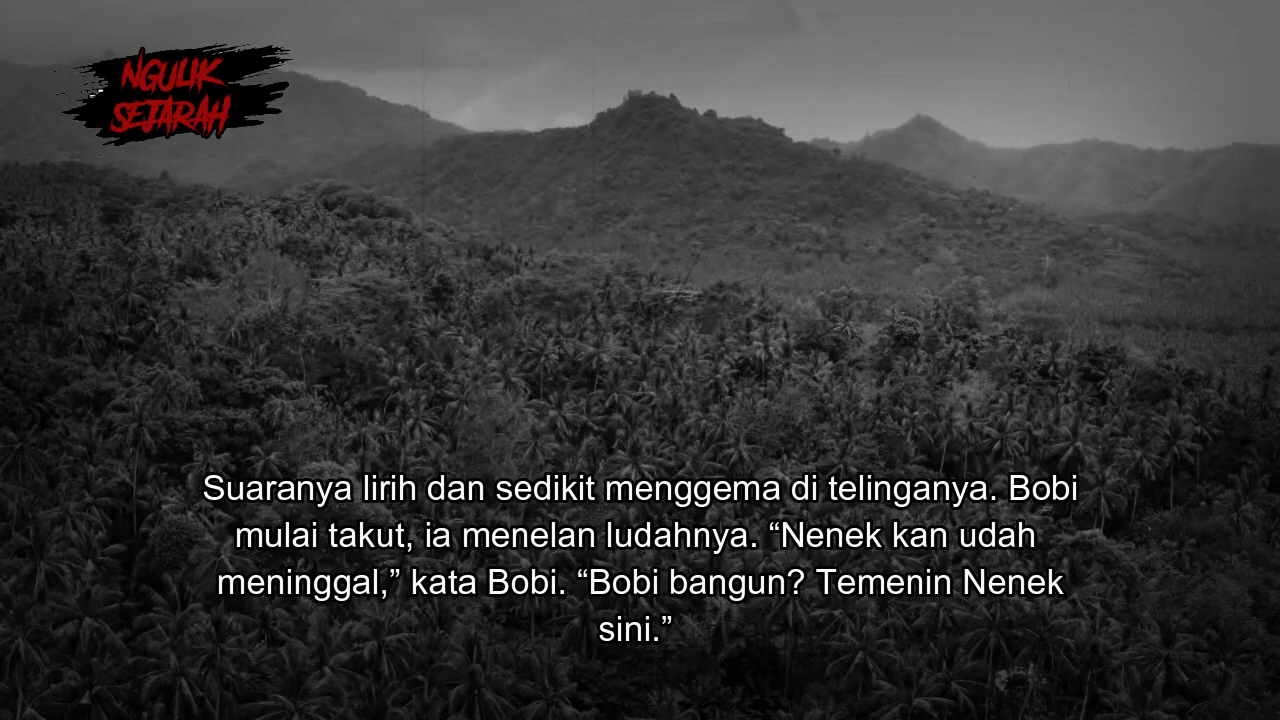 NGULIK
SEJARAH
Suaranya lirih dan sedikit menggema di telinganya. Bobi
mulai takut, ia menelan ludahnya. “Nenek kan udah
meninggal,” kata Bobi. “Bobi bangun? Temenin Nenek
sini.”